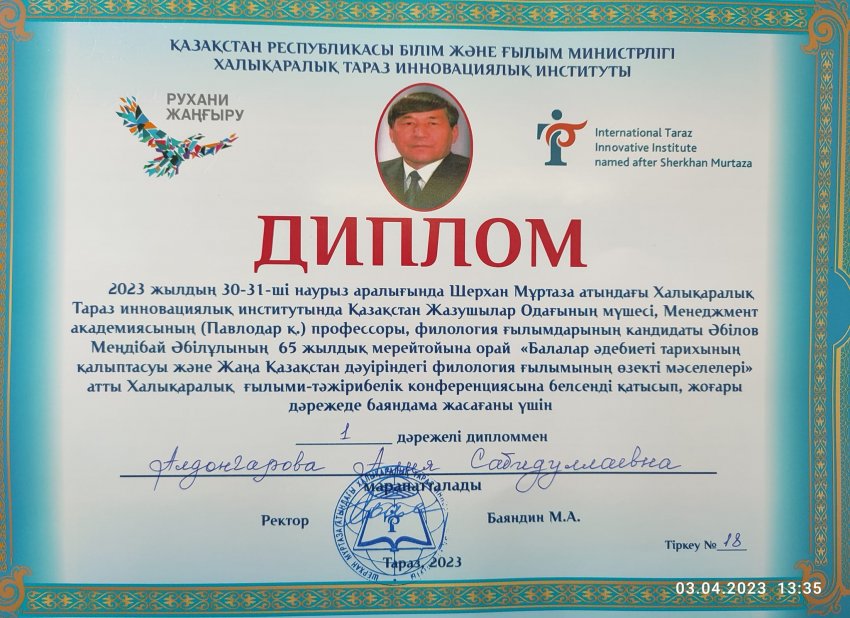 ҚАЗАҚСТАН РЕСПУБЛИКАСЫ БІЛІМ ЖӘНЕ ҒЫЛЫМ МИНИСТРЛІГІ
ХАЛЫҚАРАЛЫҚ ТАРАЗ ИННОВАЦИЯЛЫҚ ИНСТИТУТЫ
РУХАНИ
ЖАҢҒЫРУ
International Taraz
Innovative Institute
named after Sherkhan Murtaza
ДИПЛОМ
2023 жылдың 30-31-ші наурыз аралығында Шерхан Мұртаза атындағы Халықаралық
Тараз инновациялық институтында Қазақстан Жазушылар Одағының мүшесі, Менеджмент
академиясының (Павлодар қ.) профессоры, филология ғылымдарының кандидаты Әбілов
Меңдібай Әбілұлының 65 жылдық мерейтойына орай «Балалар әдебиеті тарихының
қалыптасуы және Жаңа Қазақстан дәуіріндегі филология ғылымының өзекті мәселелері»
атты Халықаралық ғылыми-тәжірибелік конференциясына белсенді қатысып, жоғары
дәрежеде баяндама жасағаны үшін
1 дәрежелі дипломмен
Алдонгарова Алия Сабидуллаевна
марапатталады
Ректор Баяндин М.А.
Тіркеу № 18
Тараз, 2023
03.04.2023 13:35